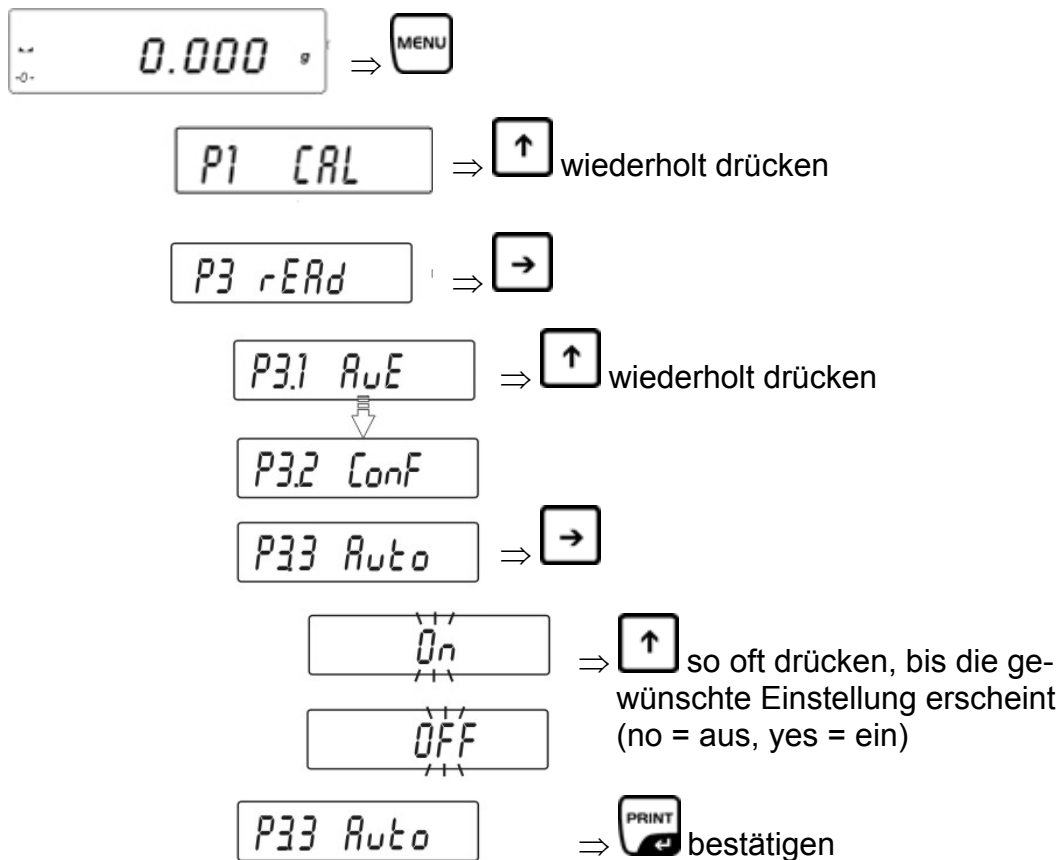 0.000 g ⇒ MENU
-0-
P1 CAL ⇒ ↑ wiederholt drücken
P3 rEAd ⇒ →
P3.1 AuE ⇒ ↑ wiederholt drücken
P3.2 ConF
P3.3 Auto ⇒ →
On ⇒ ↑ so oft drücken, bis die ge-
wünschte Einstellung erscheint
OFF (no = aus, yes = ein)
P3.3 Auto ⇒ PRINT bestätigen